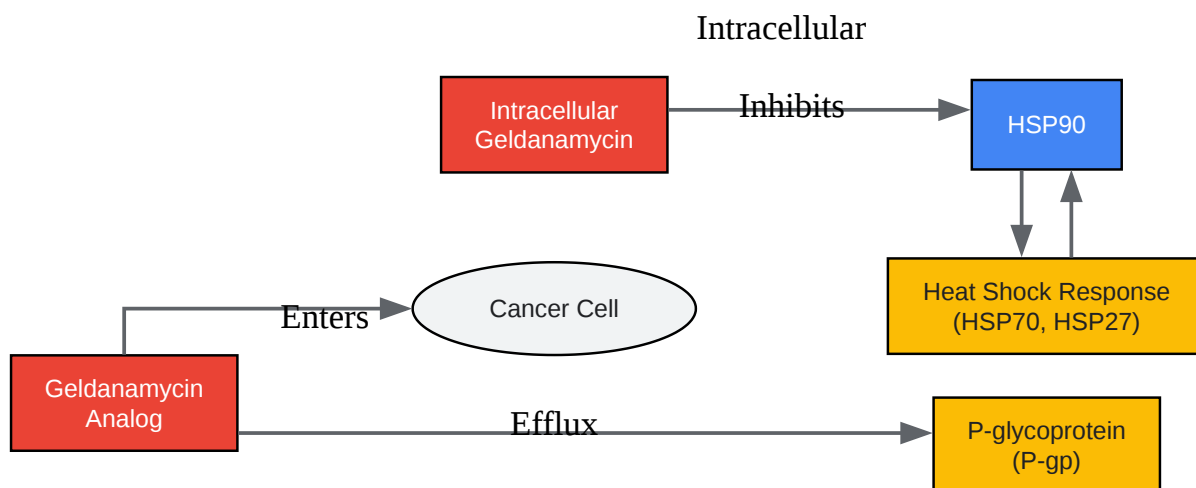 Intracellular
Intracellular
Geldanamycin
Inhibits
HSP90
Heat Shock Response
(HSP70, HSP27)
Cancer Cell
Enters
Geldanamycin
Analog
Efflux
P-glycoprotein
(P-gp)